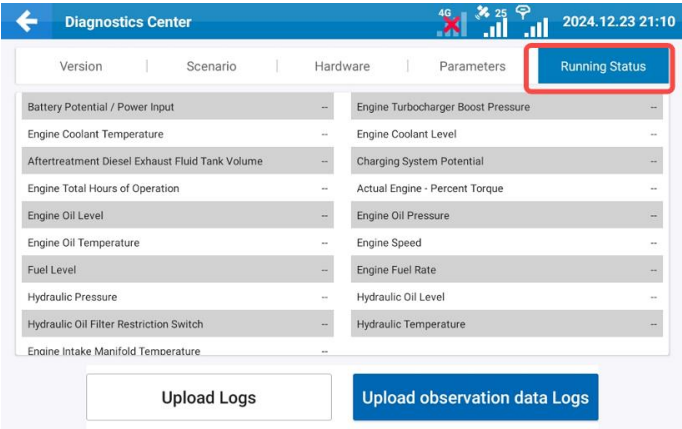 Diagnostics Center 4G 25 2024.12.23 21:10
Version Scenario Hardware Parameters Running Status
Battery Potential / Power Input -- Engine Turbocharger Boost Pressure --
Engine Coolant Temperature -- Engine Coolant Level --
Aftertreatment Diesel Exhaust Fluid Tank Volume -- Charging System Potential --
Engine Total Hours of Operation -- Actual Engine - Percent Torque --
Engine Oil Level -- Engine Oil Pressure --
Engine Oil Temperature -- Engine Speed --
Fuel Level -- Engine Fuel Rate --
Hydraulic Pressure -- Hydraulic Oil Level --
Hydraulic Oil Filter Restriction Switch -- Hydraulic Temperature --
Engine Intake Manifold Temperature --
Upload Logs Upload observation data Logs